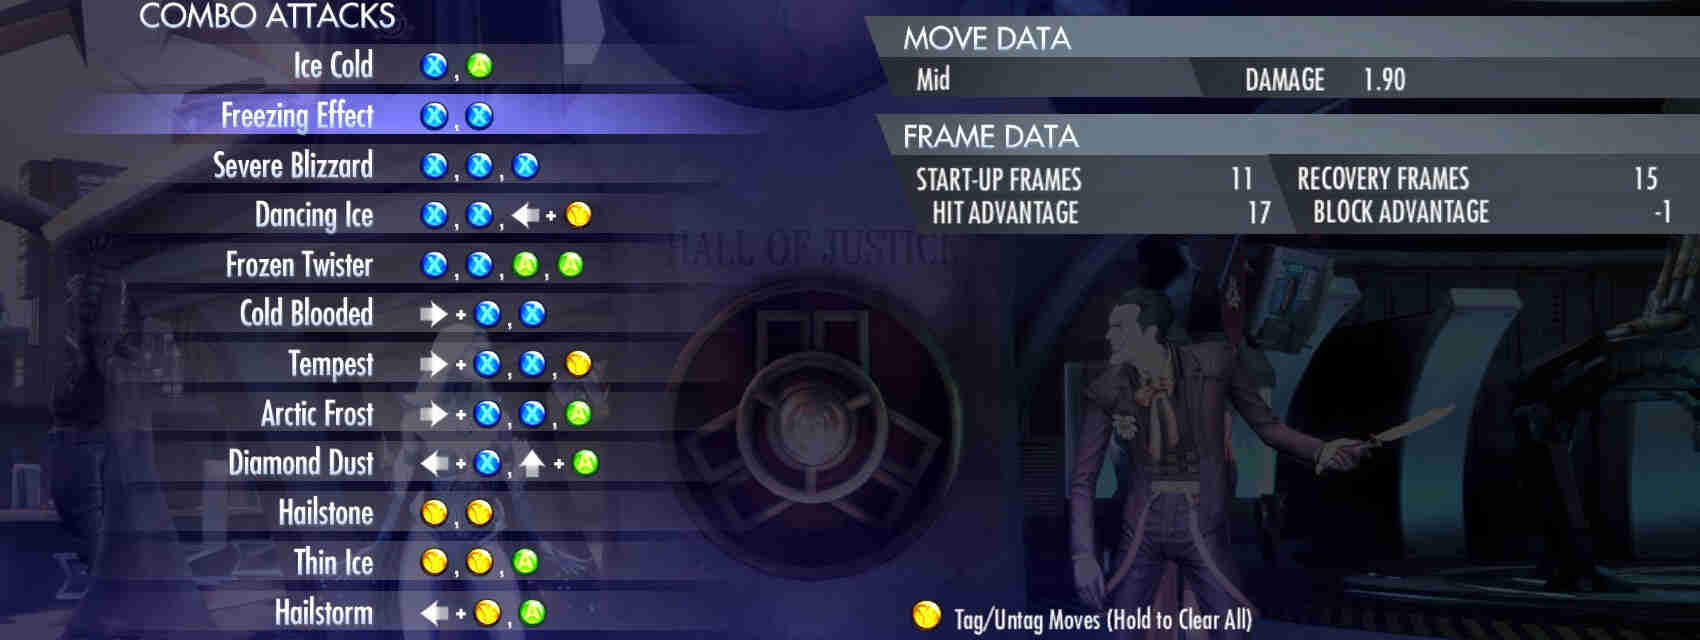 COMBO ATTACKS
Ice Cold X, A
Freezing Effect X, X
Severe Blizzard X, X, X
Dancing Ice X, X, ← + Y
Frozen Twister X, X, A, A
Cold Blooded → + X, X
Tempest → + X, X, Y
Arctic Frost → + X, X, A
Diamond Dust ← + X, ↑ + A
Hailstone Y, Y
Thin Ice Y, Y, A
Hailstorm ← + Y, A
MOVE DATA
Mid DAMAGE 1.90
FRAME DATA
START-UP FRAMES 11 RECOVERY FRAMES 15
HIT ADVANTAGE 17 BLOCK ADVANTAGE -1
HALL OF JUSTICE
Y Tag/Untag Moves (Hold to Clear All)